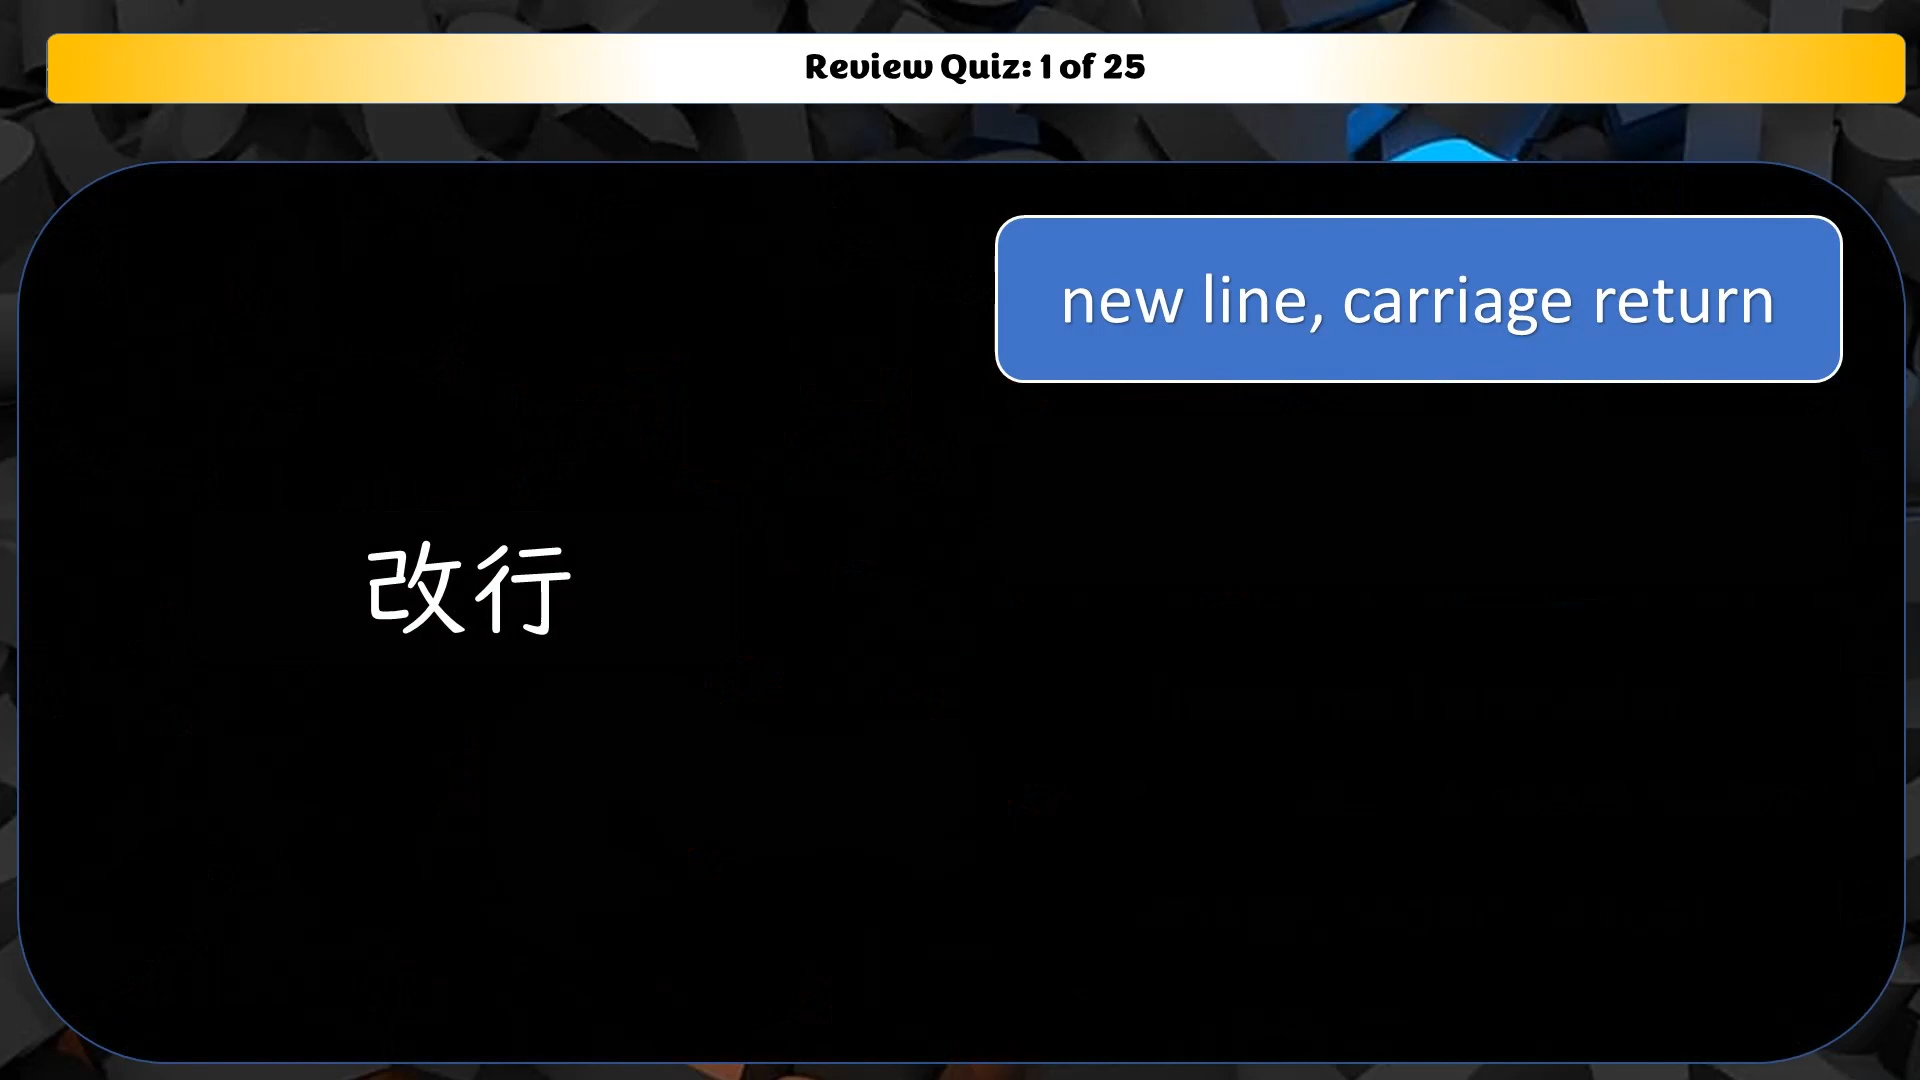 Review Quiz: 1 of 25
new line, carriage return
改行